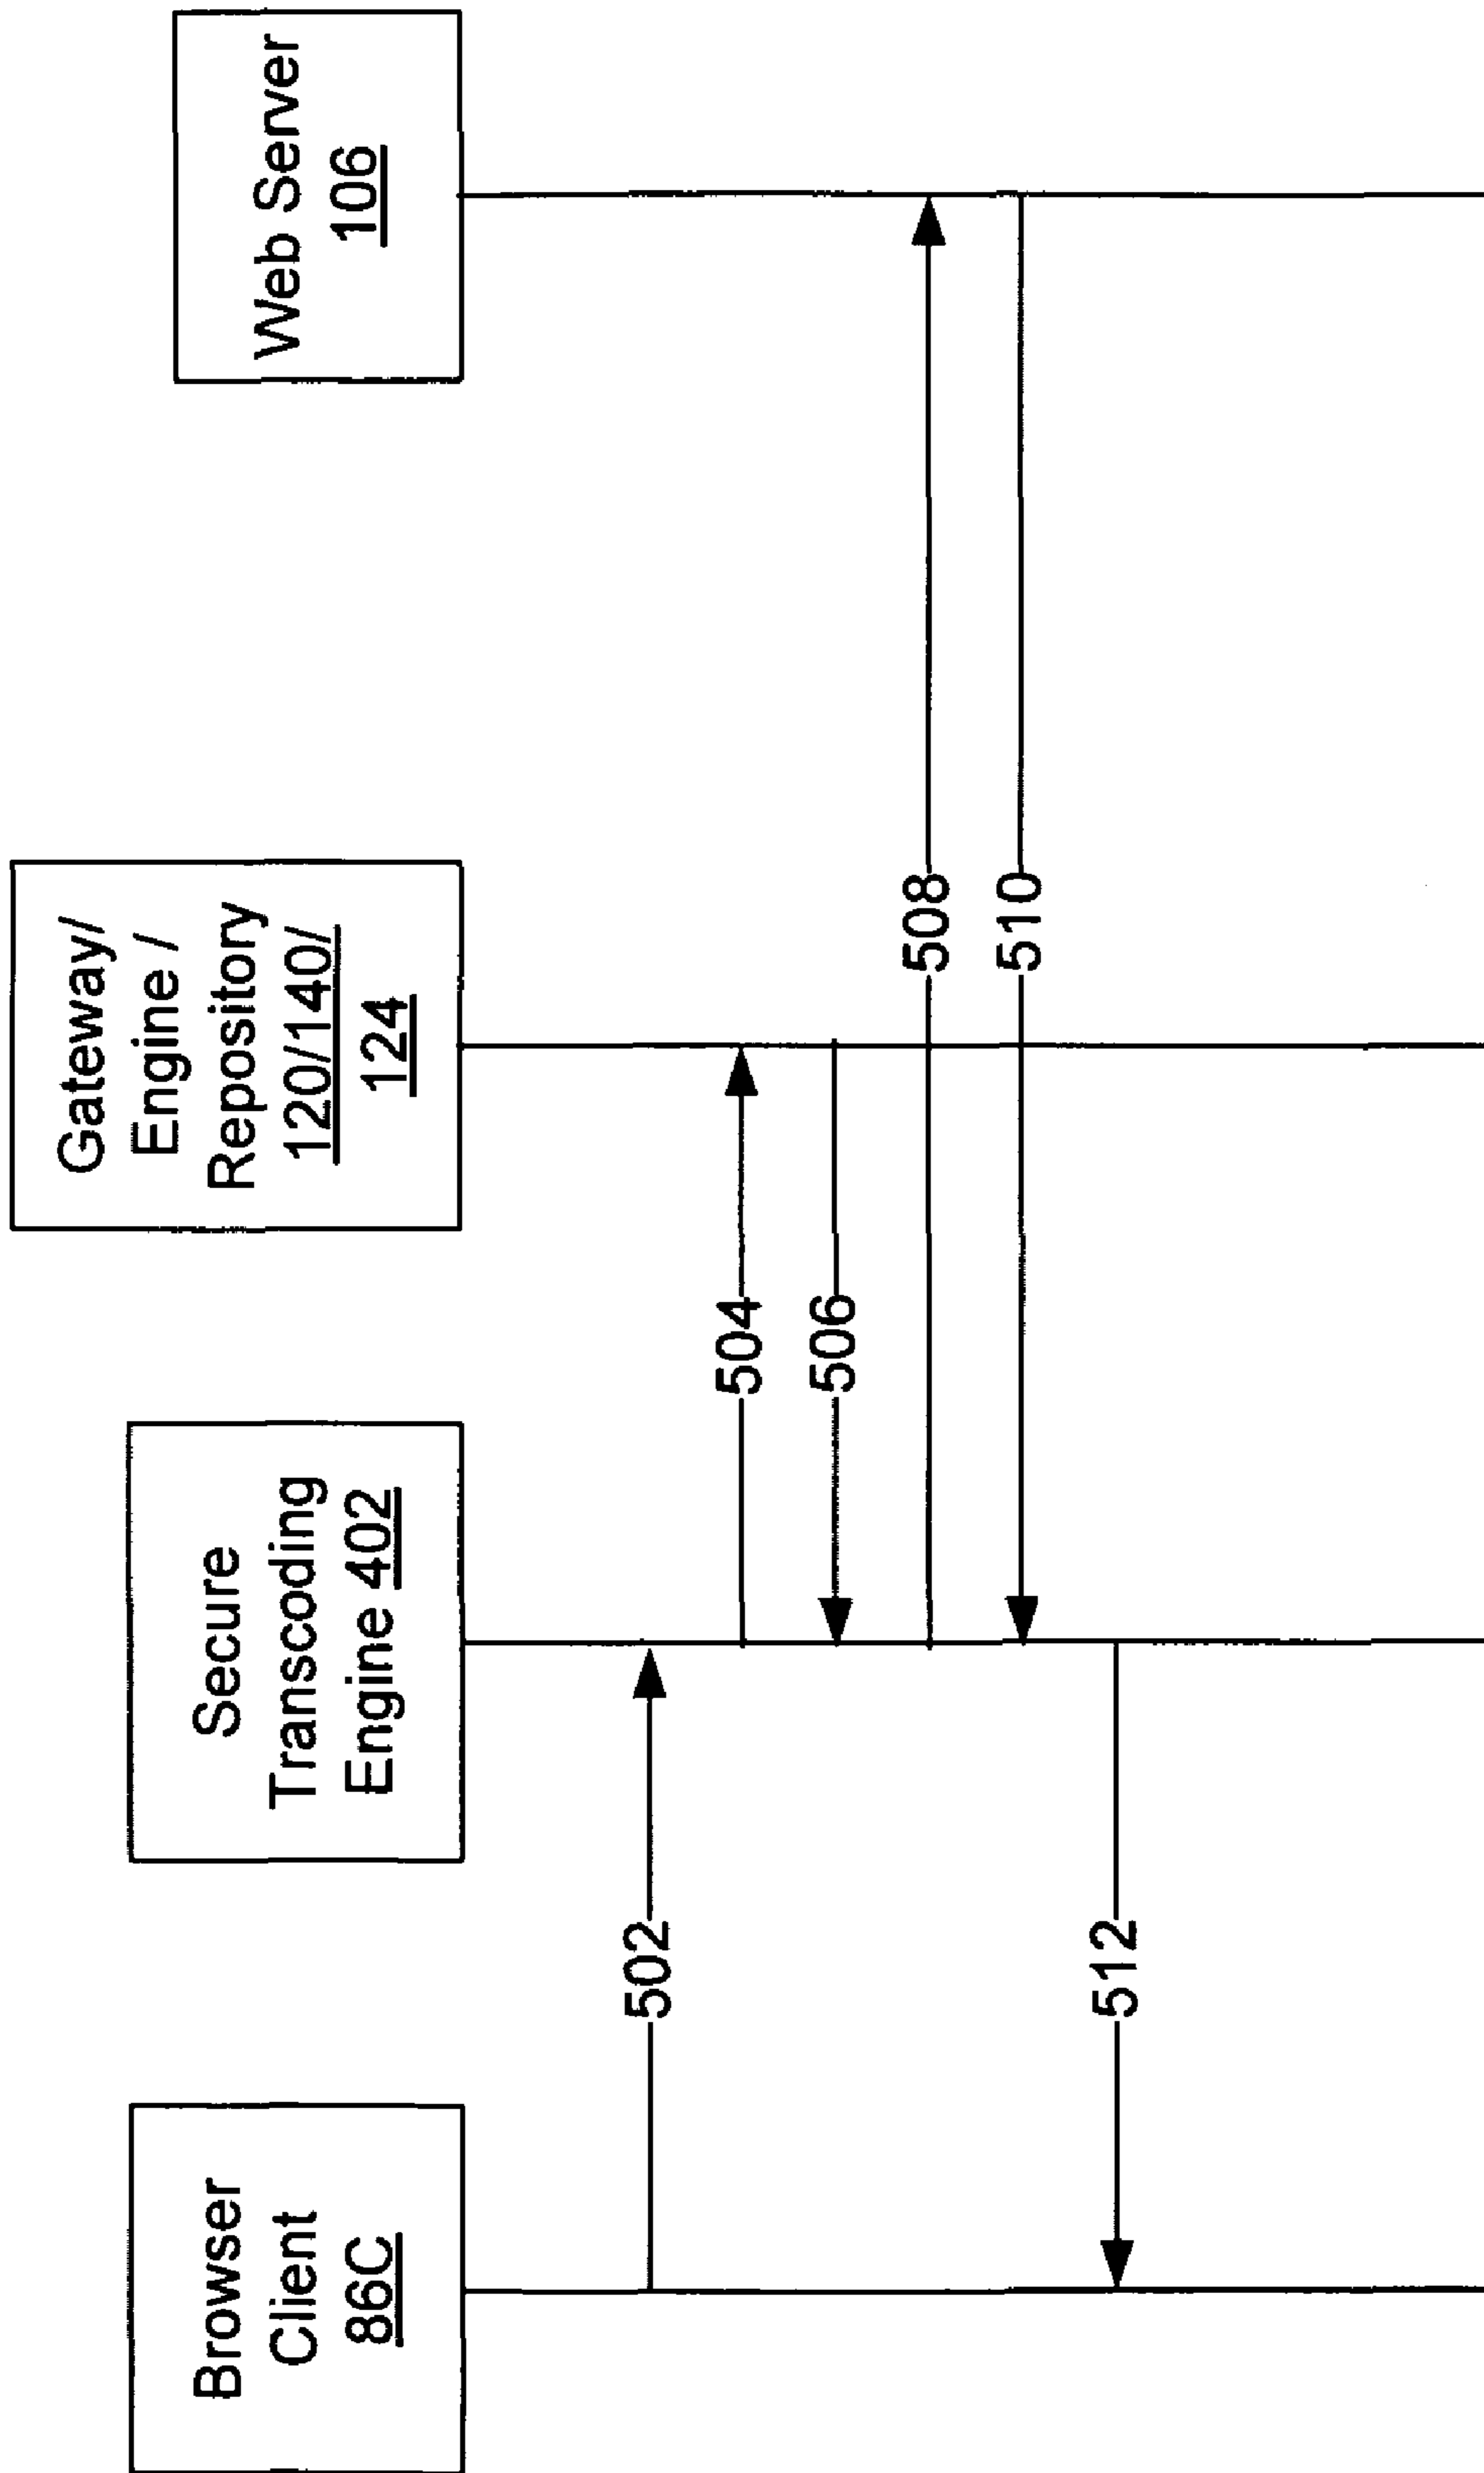 Browser
Client
86C
Secure
Transcoding
Engine 402
Gateway/
Engine /
Repository
120/140/
124
Web Server
106
502
504
506
508
510
512